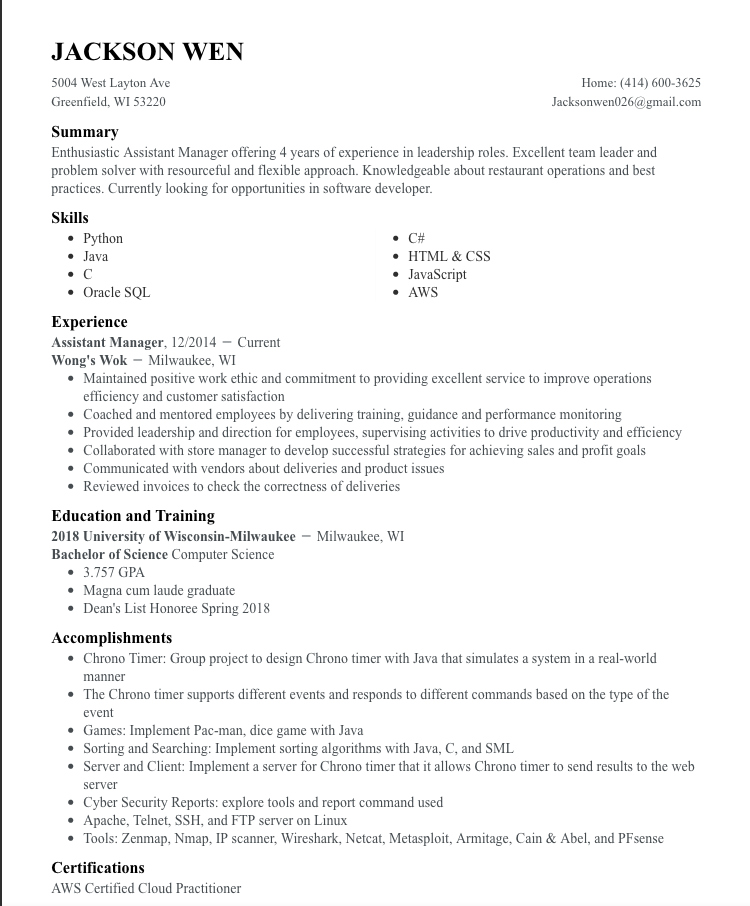 JACKSON WEN
5004 West Layton Ave
Home: (414) 600-3625
Greenfield, WI 53220
Jacksonwen026@gmail.com
Summary
Enthusiastic Assistant Manager offering 4 years of experience in leadership roles. Excellent team leader and
problem solver with resourceful and flexible approach. Knowledgeable about restaurant operations and best
practices. Currently looking for opportunities in software developer.
Skills
• Python
• Java
• C
• Oracle SQL
• C#
• HTML & CSS
• JavaScript
• AWS
Experience
Assistant Manager, 12/2014 － Current
Wong's Wok － Milwaukee, WI
• Maintained positive work ethic and commitment to providing excellent service to improve operations
efficiency and customer satisfaction
• Coached and mentored employees by delivering training, guidance and performance monitoring
• Provided leadership and direction for employees, supervising activities to drive productivity and efficiency
• Collaborated with store manager to develop successful strategies for achieving sales and profit goals
• Communicated with vendors about deliveries and product issues
• Reviewed invoices to check the correctness of deliveries
Education and Training
2018 University of Wisconsin-Milwaukee － Milwaukee, WI
Bachelor of Science Computer Science
• 3.757 GPA
• Magna cum laude graduate
• Dean's List Honoree Spring 2018
Accomplishments
• Chrono Timer: Group project to design Chrono timer with Java that simulates a system in a real-world
manner
• The Chrono timer supports different events and responds to different commands based on the type of the
event
• Games: Implement Pac-man, dice game with Java
• Sorting and Searching: Implement sorting algorithms with Java, C, and SML
• Server and Client: Implement a server for Chrono timer that it allows Chrono timer to send results to the web
server
• Cyber Security Reports: explore tools and report command used
• Apache, Telnet, SSH, and FTP server on Linux
• Tools: Zenmap, Nmap, IP scanner, Wireshark, Netcat, Metasploit, Armitage, Cain & Abel, and PFsense
Certifications
AWS Certified Cloud Practitioner